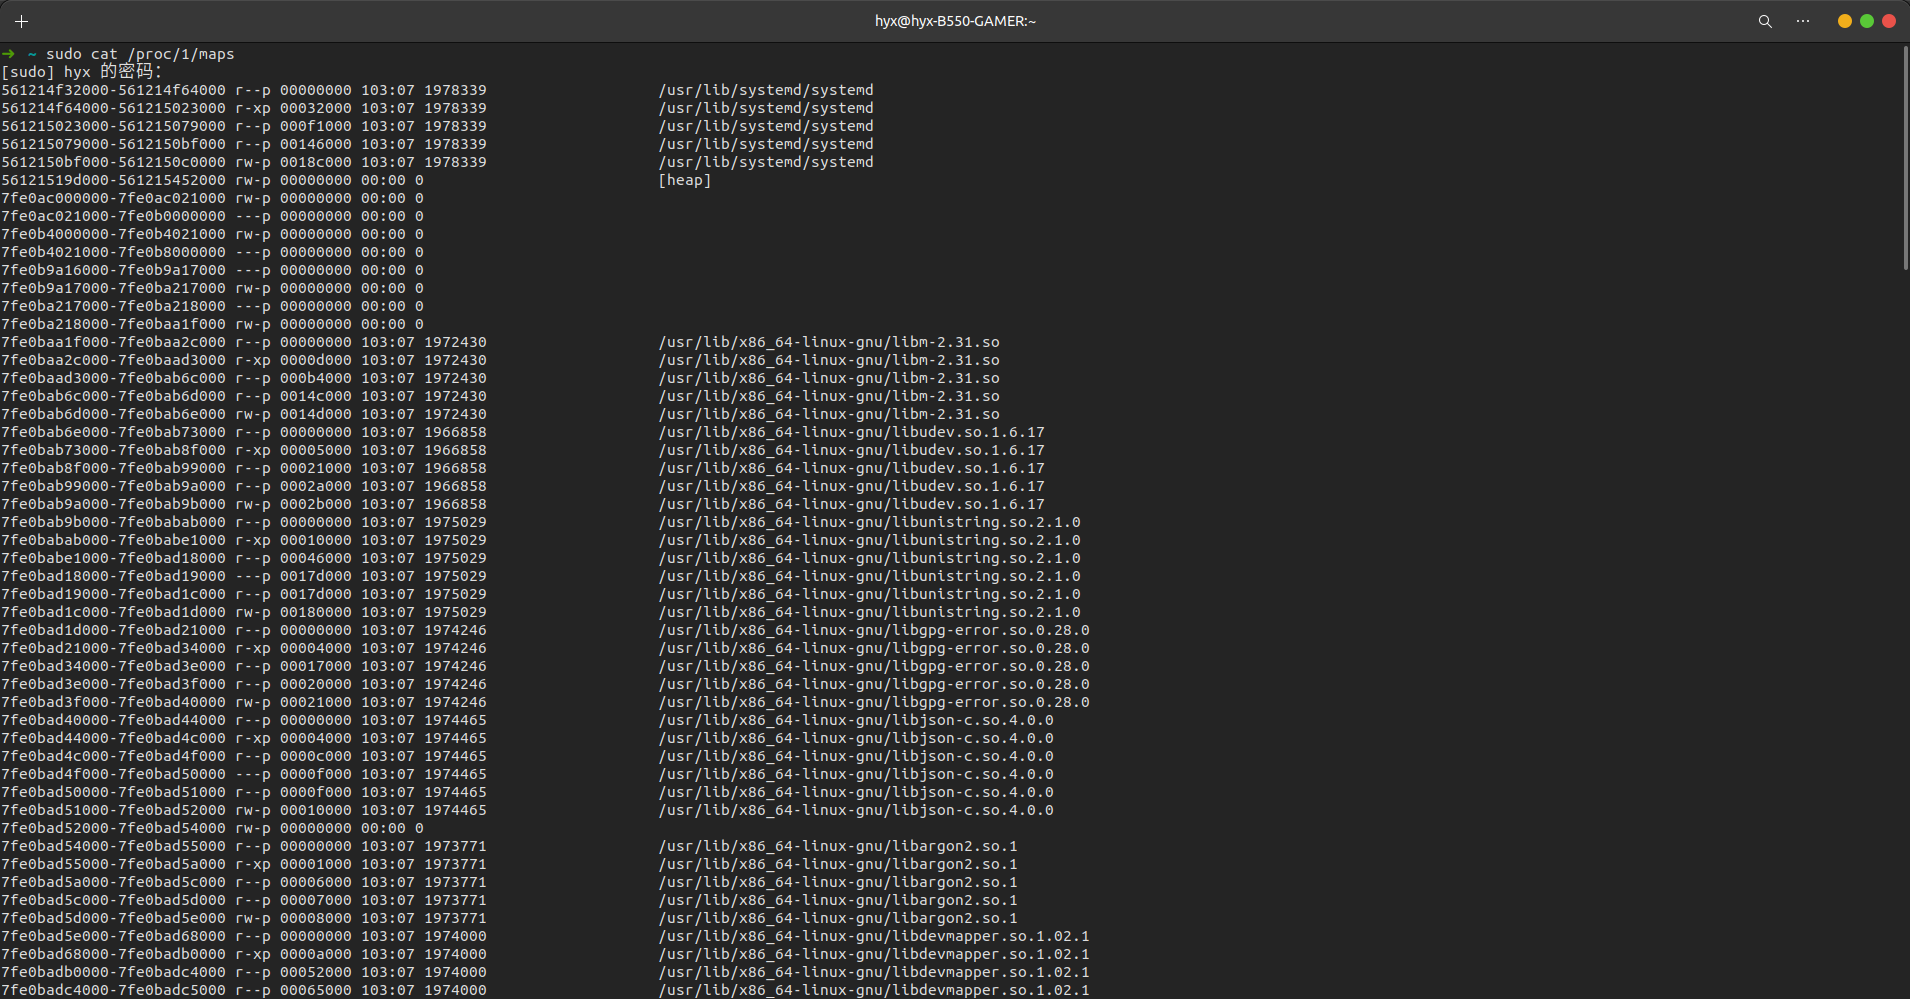 hyx@hyx-B550-GAMER:~
➜ ~ sudo cat /proc/1/maps
[sudo] hyx 的密码：
561214f32000-561214f64000 r--p 00000000 103:07 1978339 /usr/lib/systemd/systemd
561214f64000-561215023000 r-xp 00032000 103:07 1978339 /usr/lib/systemd/systemd
561215023000-561215079000 r--p 000f1000 103:07 1978339 /usr/lib/systemd/systemd
561215079000-5612150bf000 r--p 00146000 103:07 1978339 /usr/lib/systemd/systemd
5612150bf000-5612150c0000 rw-p 0018c000 103:07 1978339 /usr/lib/systemd/systemd
56121519d000-561215452000 rw-p 00000000 00:00 0 [heap]
7fe0ac000000-7fe0ac021000 rw-p 00000000 00:00 0
7fe0ac021000-7fe0b0000000 ---p 00000000 00:00 0
7fe0b4000000-7fe0b4021000 rw-p 00000000 00:00 0
7fe0b4021000-7fe0b8000000 ---p 00000000 00:00 0
7fe0b9a16000-7fe0b9a17000 ---p 00000000 00:00 0
7fe0b9a17000-7fe0ba217000 rw-p 00000000 00:00 0
7fe0ba217000-7fe0ba218000 ---p 00000000 00:00 0
7fe0ba218000-7fe0baa1f000 rw-p 00000000 00:00 0
7fe0baa1f000-7fe0baa2c000 r--p 00000000 103:07 1972430 /usr/lib/x86_64-linux-gnu/libm-2.31.so
7fe0baa2c000-7fe0baad3000 r-xp 0000d000 103:07 1972430 /usr/lib/x86_64-linux-gnu/libm-2.31.so
7fe0baad3000-7fe0bab6c000 r--p 000b4000 103:07 1972430 /usr/lib/x86_64-linux-gnu/libm-2.31.so
7fe0bab6c000-7fe0bab6d000 r--p 0014c000 103:07 1972430 /usr/lib/x86_64-linux-gnu/libm-2.31.so
7fe0bab6d000-7fe0bab6e000 rw-p 0014d000 103:07 1972430 /usr/lib/x86_64-linux-gnu/libm-2.31.so
7fe0bab6e000-7fe0bab73000 r--p 00000000 103:07 1966858 /usr/lib/x86_64-linux-gnu/libudev.so.1.6.17
7fe0bab73000-7fe0bab8f000 r-xp 00005000 103:07 1966858 /usr/lib/x86_64-linux-gnu/libudev.so.1.6.17
7fe0bab8f000-7fe0bab99000 r--p 00021000 103:07 1966858 /usr/lib/x86_64-linux-gnu/libudev.so.1.6.17
7fe0bab99000-7fe0bab9a000 r--p 0002a000 103:07 1966858 /usr/lib/x86_64-linux-gnu/libudev.so.1.6.17
7fe0bab9a000-7fe0bab9b000 rw-p 0002b000 103:07 1966858 /usr/lib/x86_64-linux-gnu/libudev.so.1.6.17
7fe0bab9b000-7fe0babab000 r--p 00000000 103:07 1975029 /usr/lib/x86_64-linux-gnu/libunistring.so.2.1.0
7fe0babab000-7fe0babe1000 r-xp 00010000 103:07 1975029 /usr/lib/x86_64-linux-gnu/libunistring.so.2.1.0
7fe0babe1000-7fe0bad18000 r--p 00046000 103:07 1975029 /usr/lib/x86_64-linux-gnu/libunistring.so.2.1.0
7fe0bad18000-7fe0bad19000 ---p 0017d000 103:07 1975029 /usr/lib/x86_64-linux-gnu/libunistring.so.2.1.0
7fe0bad19000-7fe0bad1c000 r--p 0017d000 103:07 1975029 /usr/lib/x86_64-linux-gnu/libunistring.so.2.1.0
7fe0bad1c000-7fe0bad1d000 rw-p 00180000 103:07 1975029 /usr/lib/x86_64-linux-gnu/libunistring.so.2.1.0
7fe0bad1d000-7fe0bad21000 r--p 00000000 103:07 1974246 /usr/lib/x86_64-linux-gnu/libgpg-error.so.0.28.0
7fe0bad21000-7fe0bad34000 r-xp 00004000 103:07 1974246 /usr/lib/x86_64-linux-gnu/libgpg-error.so.0.28.0
7fe0bad34000-7fe0bad3e000 r--p 00017000 103:07 1974246 /usr/lib/x86_64-linux-gnu/libgpg-error.so.0.28.0
7fe0bad3e000-7fe0bad3f000 r--p 00020000 103:07 1974246 /usr/lib/x86_64-linux-gnu/libgpg-error.so.0.28.0
7fe0bad3f000-7fe0bad40000 rw-p 00021000 103:07 1974246 /usr/lib/x86_64-linux-gnu/libgpg-error.so.0.28.0
7fe0bad40000-7fe0bad44000 r--p 00000000 103:07 1974465 /usr/lib/x86_64-linux-gnu/libjson-c.so.4.0.0
7fe0bad44000-7fe0bad4c000 r-xp 00004000 103:07 1974465 /usr/lib/x86_64-linux-gnu/libjson-c.so.4.0.0
7fe0bad4c000-7fe0bad4f000 r--p 0000c000 103:07 1974465 /usr/lib/x86_64-linux-gnu/libjson-c.so.4.0.0
7fe0bad4f000-7fe0bad50000 ---p 0000f000 103:07 1974465 /usr/lib/x86_64-linux-gnu/libjson-c.so.4.0.0
7fe0bad50000-7fe0bad51000 r--p 0000f000 103:07 1974465 /usr/lib/x86_64-linux-gnu/libjson-c.so.4.0.0
7fe0bad51000-7fe0bad52000 rw-p 00010000 103:07 1974465 /usr/lib/x86_64-linux-gnu/libjson-c.so.4.0.0
7fe0bad52000-7fe0bad54000 rw-p 00000000 00:00 0
7fe0bad54000-7fe0bad55000 r--p 00000000 103:07 1973771 /usr/lib/x86_64-linux-gnu/libargon2.so.1
7fe0bad55000-7fe0bad5a000 r-xp 00001000 103:07 1973771 /usr/lib/x86_64-linux-gnu/libargon2.so.1
7fe0bad5a000-7fe0bad5c000 r--p 00006000 103:07 1973771 /usr/lib/x86_64-linux-gnu/libargon2.so.1
7fe0bad5c000-7fe0bad5d000 r--p 00007000 103:07 1973771 /usr/lib/x86_64-linux-gnu/libargon2.so.1
7fe0bad5d000-7fe0bad5e000 rw-p 00008000 103:07 1973771 /usr/lib/x86_64-linux-gnu/libargon2.so.1
7fe0bad5e000-7fe0bad68000 r--p 00000000 103:07 1974000 /usr/lib/x86_64-linux-gnu/libdevmapper.so.1.02.1
7fe0bad68000-7fe0badb0000 r-xp 0000a000 103:07 1974000 /usr/lib/x86_64-linux-gnu/libdevmapper.so.1.02.1
7fe0badb0000-7fe0badc4000 r--p 00052000 103:07 1974000 /usr/lib/x86_64-linux-gnu/libdevmapper.so.1.02.1
7fe0badc4000-7fe0badc5000 r--p 00065000 103:07 1974000 /usr/lib/x86_64-linux-gnu/libdevmapper.so.1.02.1